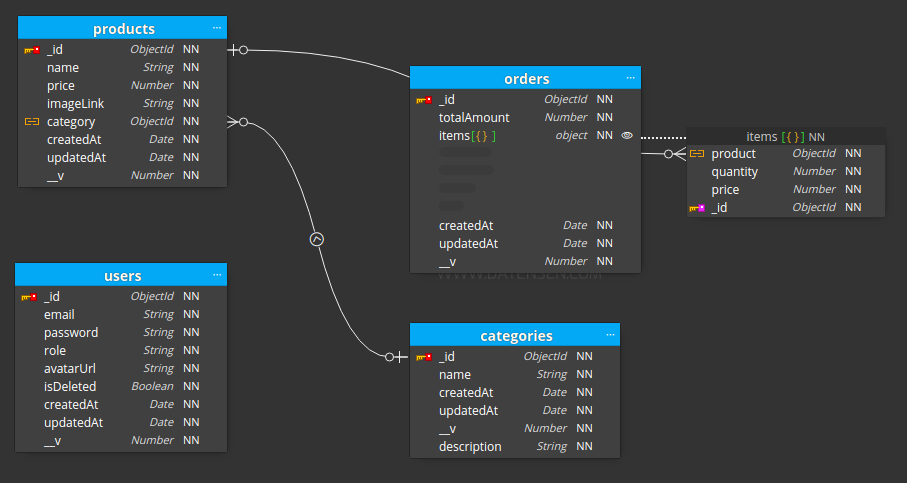 products ...
_id ObjectId NN
name String NN
price Number NN
imageLink String NN
category ObjectId NN
createdAt Date NN
updatedAt Date NN
__v Number NN
orders ...
_id ObjectId NN
totalAmount Number NN
items[{} ] object NN
createdAt Date NN
updatedAt Date NN
__v Number NN
WWW.DATENSEN.COM
items [{}] NN
product ObjectId NN
quantity Number NN
price Number NN
_id ObjectId NN
users ...
_id ObjectId NN
email String NN
password String NN
role String NN
avatarUrl String NN
isDeleted Boolean NN
createdAt Date NN
updatedAt Date NN
__v Number NN
categories ...
_id ObjectId NN
name String NN
createdAt Date NN
updatedAt Date NN
__v Number NN
description String NN